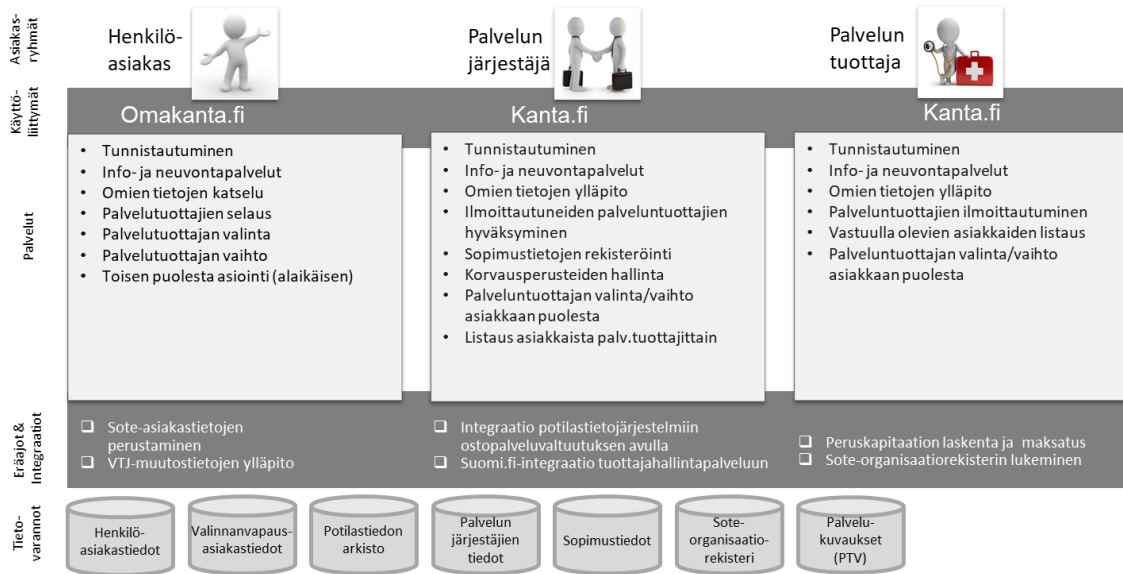 Asiakas-
ryhmät
Henkilö-
asiakas
Palvelun
järjestäjä
Palvelun
tuottaja
Käyttö-
liittymät
Omakanta.fi
Kanta.fi
Kanta.fi
Palvelut
• Tunnistautuminen
• Info- ja neuvontapalvelut
• Omien tietojen katselu
• Palvelutuottajien selaus
• Palvelutuottajan valinta
• Palvelutuottajan vaihto
• Toisen puolesta asiointi (alaikäisen)
• Tunnistautuminen
• Info- ja neuvontapalvelut
• Omien tietojen ylläpito
• Ilmoittautuneiden palveluntuottajien
hyväksyminen
• Sopimustietojen rekisteröinti
• Korvausperusteiden hallinta
• Palveluntuottajan valinta/vaihto
asiakkaan puolesta
• Listaus asiakkaista palv.tuottajittain
• Tunnistautuminen
• Info- ja neuvontapalvelut
• Omien tietojen ylläpito
• Palveluntuottajien ilmoittautuminen
• Vastuulla olevien asiakkaiden listaus
• Palveluntuottajan valinta/vaihto
asiakkaan puolesta
Eräajot &
Integraatiot
❑ Sote-asiakastietojen
perustaminen
❑ VTJ-muutostietojen ylläpito
❑ Integraatio potilastietojärjestelmiin
ostopalveluvaltuutuksen avulla
❑ Suomi.fi-integraatio tuottajahallintapalveluun
❑ Peruskapitaation laskenta ja maksatus
❑ Sote-organisaatiorekisterin lukeminen
Tieto-
varannot
Henkilö-
asiakastiedot
Valinnanvapaus-
asiakastiedot
Potilastiedon
arkisto
Palvelun
järjestäjien
tiedot
Sopimustiedot
Sote-
organisaatio-
rekisteri
Palvelu-
kuvaukset
(PTV)